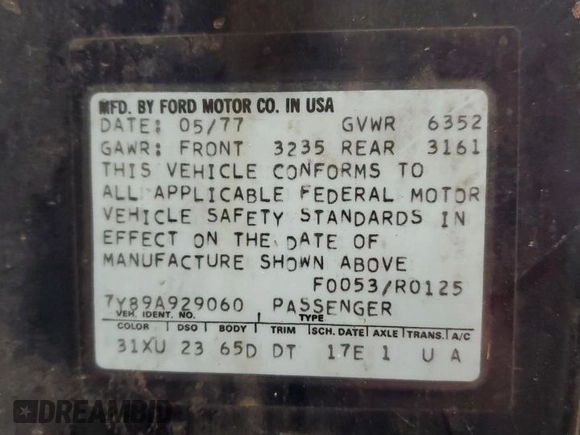 MFD. BY FORD MOTOR CO. IN USA
DATE: 05/77 GVWR 6352
GAWR: FRONT 3235 REAR 3161
THIS VEHICLE CONFORMS TO
ALL APPLICABLE FEDERAL MOTOR
VEHICLE SAFETY STANDARDS IN
EFFECT ON THE DATE OF
MANUFACTURE SHOWN ABOVE
F0053/R0125
7Y89A929060 PASSENGER
VEH. IDENT. NO. TYPE
COLOR DSO BODY TRIM SCH. DATE AXLE TRANS. A/C
31XU 23 65D DT 17E 1 U A
DREAMBID